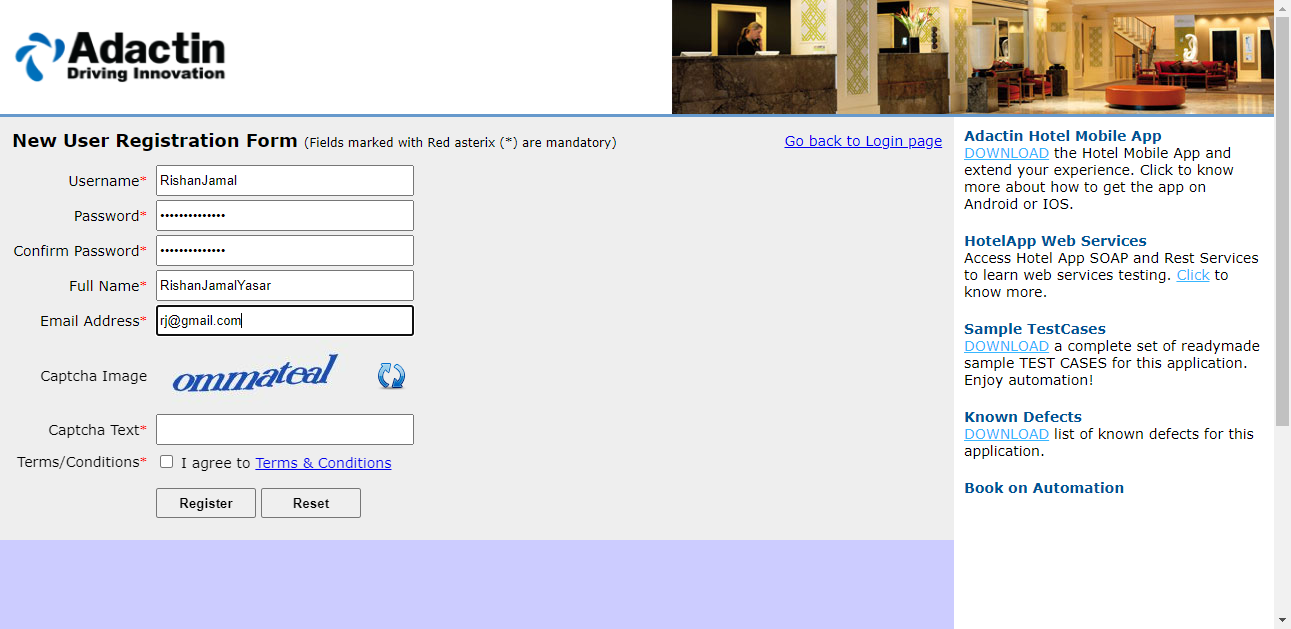 Adactin
Driving Innovation
New User Registration Form (Fields marked with Red asterix (*) are mandatory)
Go back to Login page
Username* RishanJamal
Password* ••••••••••••••
Confirm Password* ••••••••••••••
Full Name* RishanJamalYasar
Email Address* rj@gmail.com
Captcha Image ommateal
Captcha Text*
Terms/Conditions* I agree to Terms & Conditions
Register Reset
Adactin Hotel Mobile App
DOWNLOAD the Hotel Mobile App and
extend your experience. Click to know
more about how to get the app on
Android or IOS.
HotelApp Web Services
Access Hotel App SOAP and Rest Services
to learn web services testing. Click to
know more.
Sample TestCases
DOWNLOAD a complete set of readymade
sample TEST CASES for this application.
Enjoy automation!
Known Defects
DOWNLOAD list of known defects for this
application.
Book on Automation